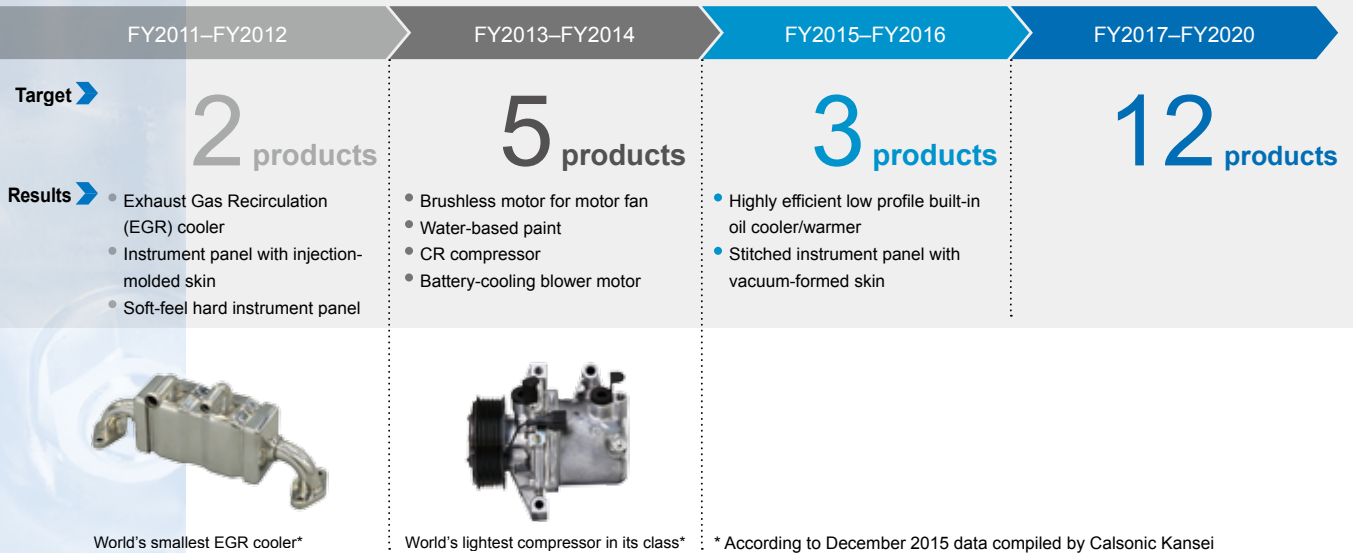 FY2011–FY2012
FY2013–FY2014
FY2015–FY2016
FY2017–FY2020
Target
2 products
5 products
3 products
12 products
Results
Exhaust Gas Recirculation
(EGR) cooler
Instrument panel with injection-
molded skin
Soft-feel hard instrument panel
Brushless motor for motor fan
Water-based paint
CR compressor
Battery-cooling blower motor
Highly efficient low profile built-in
oil cooler/warmer
Stitched instrument panel with
vacuum-formed skin
World's smallest EGR cooler*
World's lightest compressor in its class*
* According to December 2015 data compiled by Calsonic Kansei